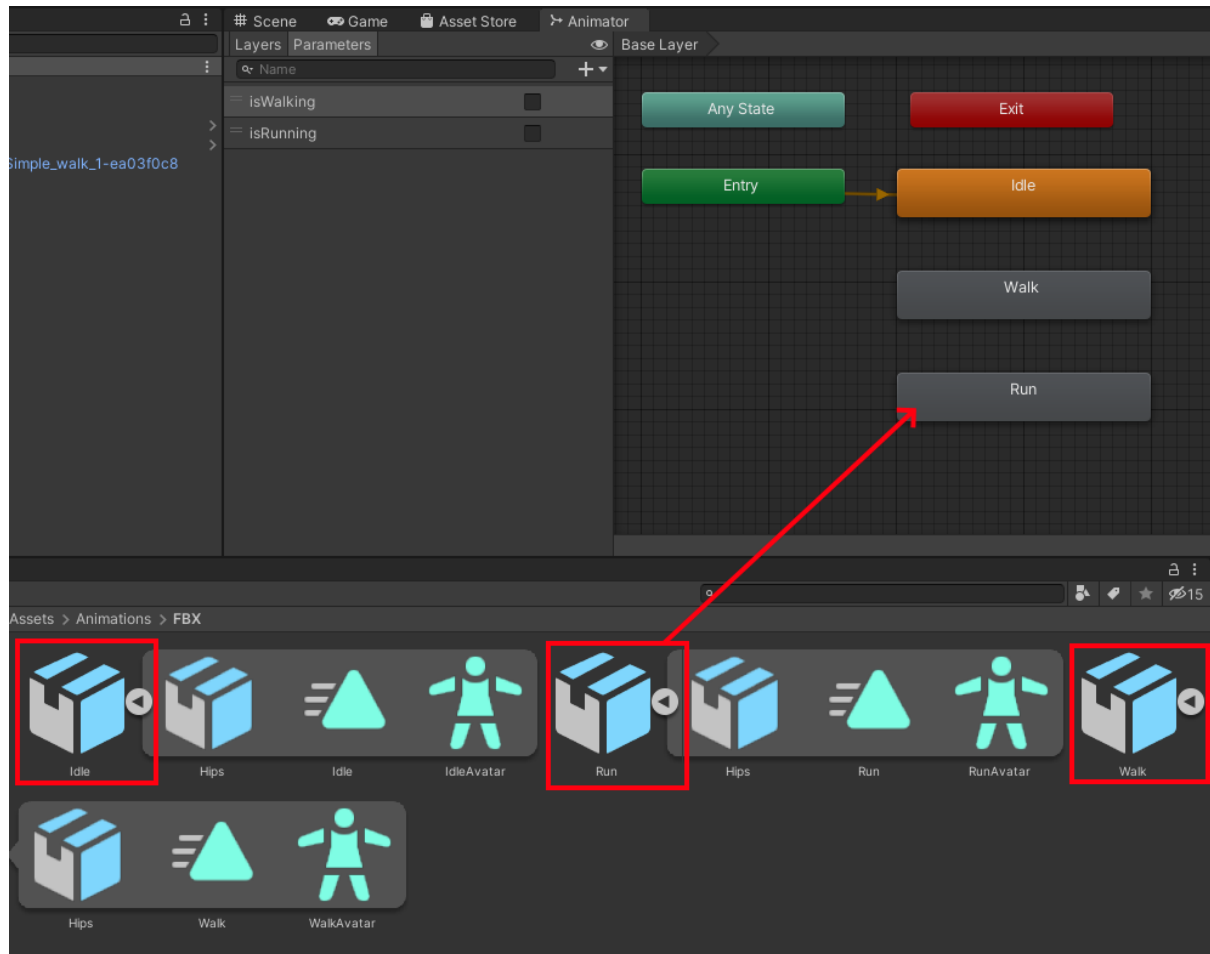 Scene Game Asset Store Animator
Layers Parameters Base Layer
Name
isWalking
isRunning
Simple_walk_1-ea03f0c8
Any State Exit
Entry Idle
Walk
Run
15
Assets > Animations > FBX
Idle Hips Idle IdleAvatar Run Hips Run RunAvatar Walk
Hips Walk WalkAvatar